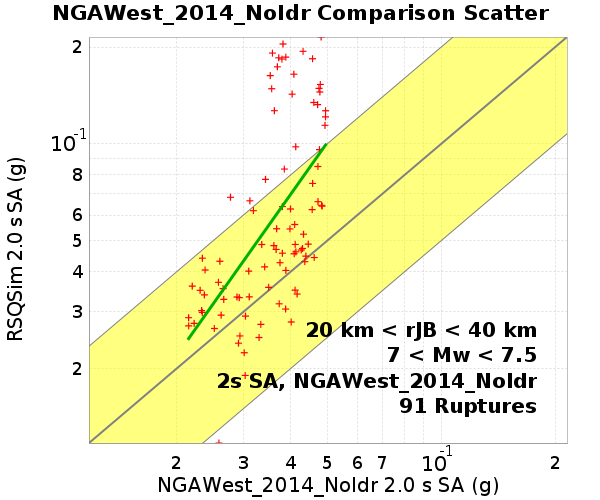 NGAWest_2014_NoIdr Comparison Scatter
RSQSim 2.0 s SA (g)
2
10-1
8
6
5
4
3
2
20 km < rJB < 40 km
7 < Mw < 7.5
2s SA, NGAWest_2014_NoIdr
91 Ruptures
2 3 4 5 6 7 10-1 2
NGAWest_2014_NoIdr 2.0 s SA (g)